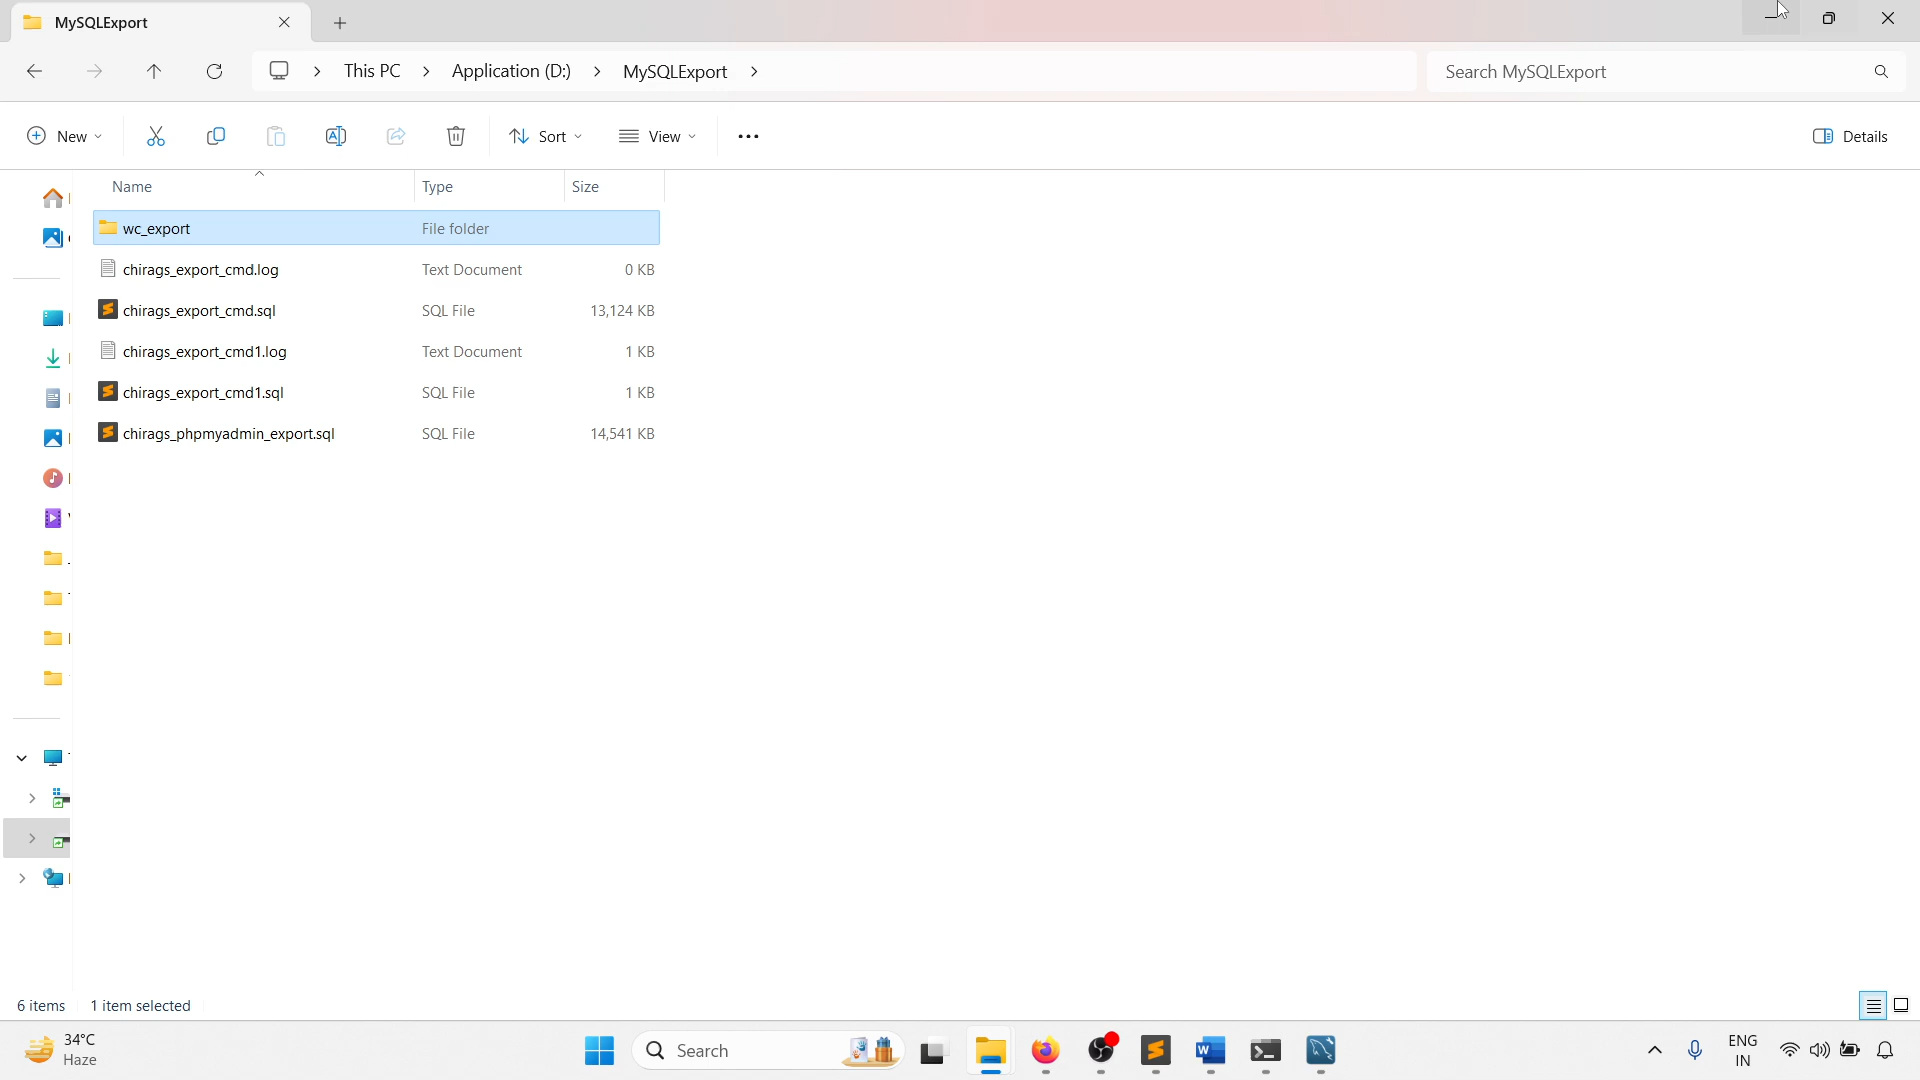 MySQLExport
This PC > Application (D:) > MySQLExport >
Search MySQLExport
New
Sort
View
Details
Name Type Size
wc_export File folder
chirags_export_cmd.log Text Document 0 KB
chirags_export_cmd.sql SQL File 13,124 KB
chirags_export_cmd1.log Text Document 1 KB
chirags_export_cmd1.sql SQL File 1 KB
chirags_phpmyadmin_export.sql SQL File 14,541 KB
6 items 1 item selected
34°C
Haze
Search
ENG
IN